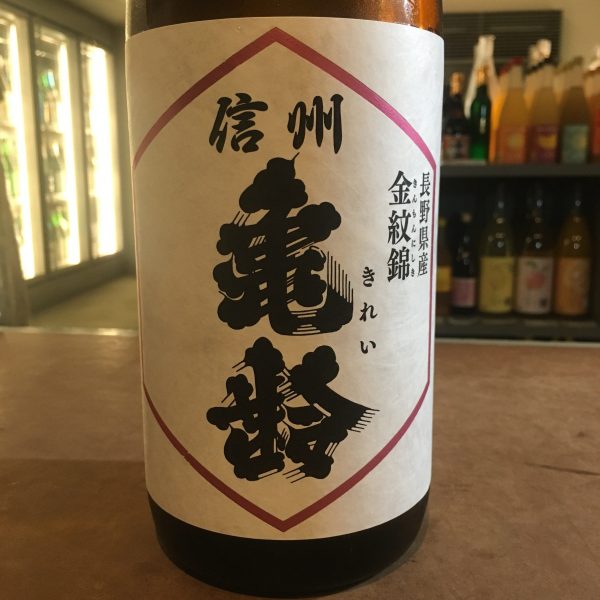 信州
亀齢
きれい
長野県産
金紋錦
きんもんにしき